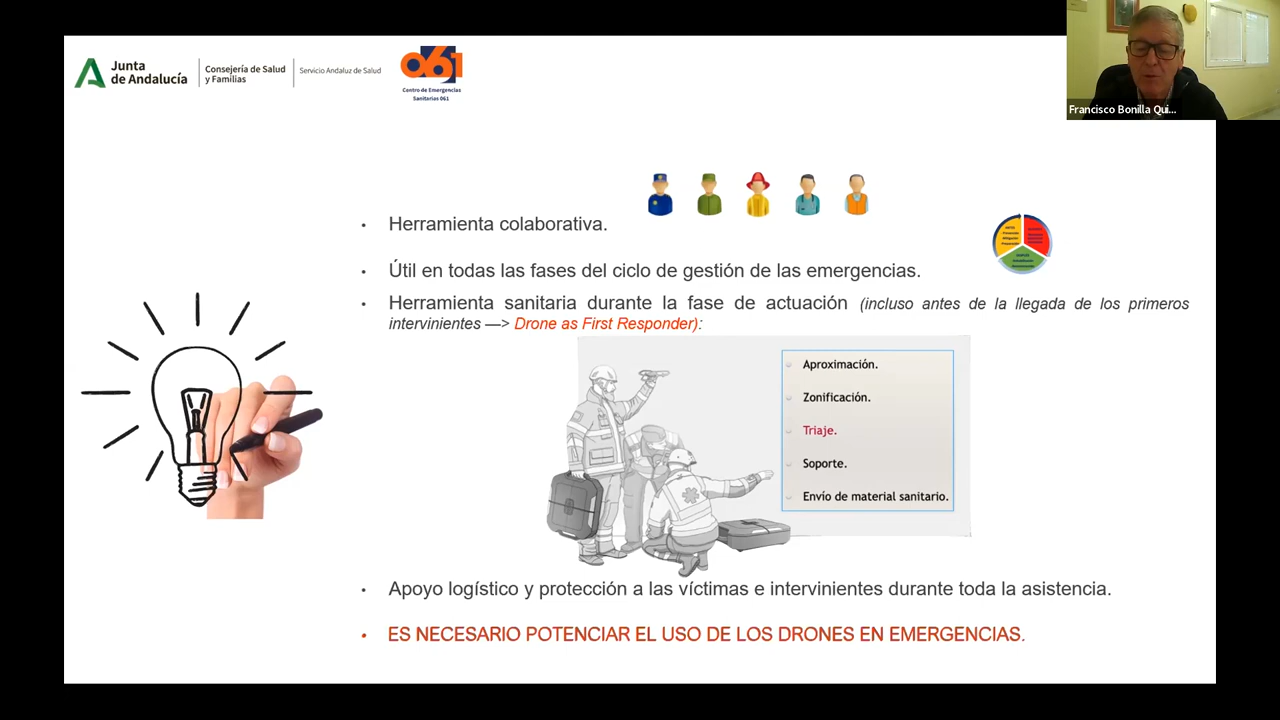 Junta
de Andalucía
Consejería de Salud
y Familias
Servicio Andaluz de Salud
061
Centro de Emergencias
Sanitarias 061
Francisco Bonilla Qui...
• Herramienta colaborativa.
• Útil en todas las fases del ciclo de gestión de las emergencias.
• Herramienta sanitaria durante la fase de actuación (incluso antes de la llegada de los primeros
intervinientes —> Drone as First Responder):
Aproximación.
Zonificación.
Triaje.
Soporte.
Envío de material sanitario.
• Apoyo logístico y protección a las víctimas e intervinientes durante toda la asistencia.
• ES NECESARIO POTENCIAR EL USO DE LOS DRONES EN EMERGENCIAS.